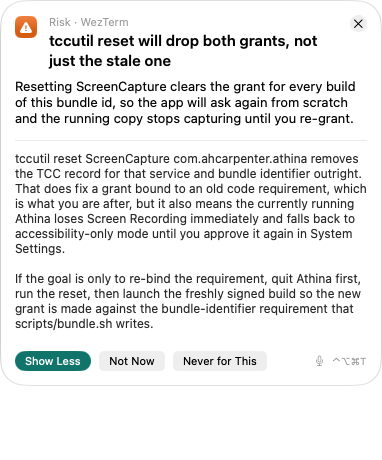 Risk · WezTerm
tccutil reset will drop both grants, not
just the stale one
Resetting ScreenCapture clears the grant for every build
of this bundle id, so the app will ask again from scratch
and the running copy stops capturing until you re-grant.
tccutil reset ScreenCapture com.ahcarpenter.athina removes
the TCC record for that service and bundle identifier outright.
That does fix a grant bound to an old code requirement, which
is what you are after, but it also means the currently running
Athina loses Screen Recording immediately and falls back to
accessibility-only mode until you approve it again in System
Settings.
If the goal is only to re-bind the requirement, quit Athina first,
run the reset, then launch the freshly signed build so the new
grant is made against the bundle-identifier requirement that
scripts/bundle.sh writes.
Show Less
Not Now
Never for This
⌃⌥⌘T